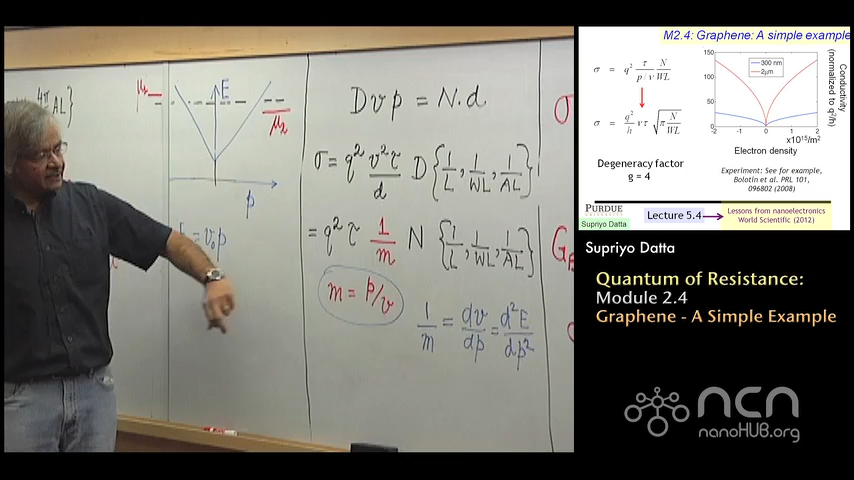 4π/ AL}
μ₁
E
μ₂
p
E = v₀p
D v p = N.d
σ = q² v²τ/d D {1/L, 1/WL, 1/AL}
= q² τ 1/m N {1/L, 1/WL, 1/AL}
m = p/v
1/m = dv/dp = d²E/dp²
σ
G_B
M2.4: Graphene: A simple example
σ = q² τ/(p/ν) N/WL
σ = q²/h ντ √(π N/WL)
Degeneracy factor
g = 4
150
100
50
0
300 nm
2μm
-2 -1 0 1 2
x10¹⁵/m²
Electron density
Conductivity
(normalized to q²/h)
Experiment: See for example,
Bolotin et al. PRL 101,
096802 (2008)
PURDUE
UNIVERSITY
Supriyo Datta
Lecture 5.4
Lessons from nanoelectronics
World Scientific (2012)
Supriyo Datta
Quantum of Resistance:
Module 2.4
Graphene - A Simple Example
ncn
nanoHUB.org